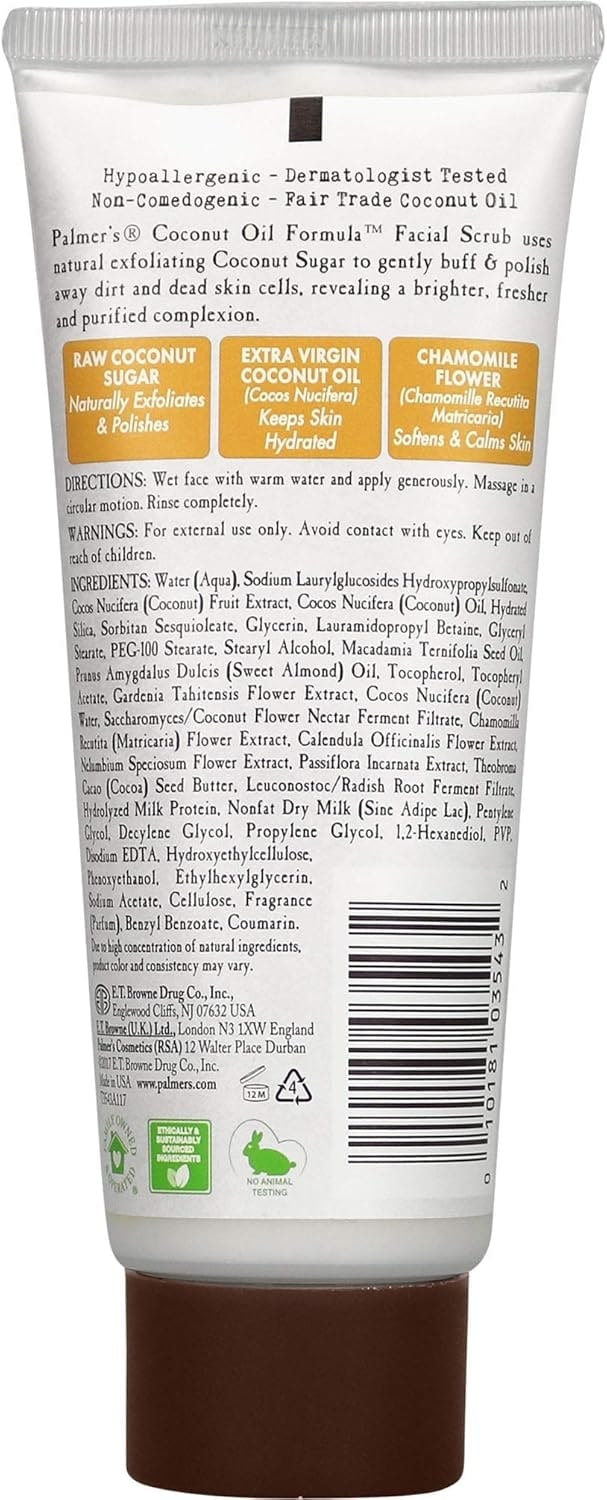 Hypoallergenic - Dermatologist Tested
Non-Comedogenic - Fair Trade Coconut Oil
Palmer's® Coconut Oil Formula™ Facial Scrub uses
natural exfoliating Coconut Sugar to gently buff & polish
away dirt and dead skin cells, revealing a brighter, fresher
and purified complexion.
RAW COCONUT
SUGAR
Naturally Exfoliates
& Polishes
EXTRA VIRGIN
COCONUT OIL
(Cocos Nucifera)
Keeps Skin
Hydrated
CHAMOMILE
FLOWER
(Chamomille Recutita
Matricaria)
Softens & Calms Skin
DIRECTIONS: Wet face with warm water and apply generously. Massage in a
circular motion. Rinse completely.
WARNINGS: For external use only. Avoid contact with eyes. Keep out of
reach of children.
INGREDIENTS: Water (Aqua), Sodium Laurylglucosides Hydroxypropylsulfonate,
Cocos Nucifera (Coconut) Fruit Extract, Cocos Nucifera (Coconut) Oil, Hydrated
Silica, Sorbitan Sesquioleate, Glycerin, Lauramidopropyl Betaine, Glyceryl
Stearate, PEG-100 Stearate, Stearyl Alcohol, Macadamia Ternifolia Seed Oil,
Prunus Amygdalus Dulcis (Sweet Almond) Oil, Tocopherol, Tocopheryl
Acetate, Gardenia Tahitensis Flower Extract, Cocos Nucifera (Coconut)
Water, Saccharomyces/Coconut Flower Nectar Ferment Filtrate, Chamomilla
Recutita (Matricaria) Flower Extract, Calendula Officinalis Flower Extract,
Nelumbium Speciosum Flower Extract, Passiflora Incarnata Extract, Theobroma
Cacao (Cocoa) Seed Butter, Leuconostoc/Radish Root Ferment Filtrate,
Hydrolyzed Milk Protein, Nonfat Dry Milk (Sine Adipe Lac), Pentylene
Glycol, Decylene Glycol, Propylene Glycol, 1,2-Hexanediol, PVP,
Disodium EDTA, Hydroxyethylcellulose,
Phenoxyethanol, Ethylhexylglycerin,
Sodium Acetate, Cellulose, Fragrance
(Parfum), Benzyl Benzoate, Coumarin.
Due to high concentration of natural ingredients,
product color and consistency may vary.
E.T. Browne Drug Co., Inc.,
Englewood Cliffs, NJ 07632 USA
E.T. Browne (U.K.) Ltd., London N3 1XW England
Palmer's Cosmetics (RSA) 12 Walter Place Durban
©2017 E.T. Browne Drug Co., Inc.
Made in USA www.palmers.com
73543A117
12 M
4
OWNED
& OPERATED
ETHICALLY &
SUSTAINABLY
SOURCED
INGREDIENTS
NO ANIMAL
TESTING
0 10181 03543 2